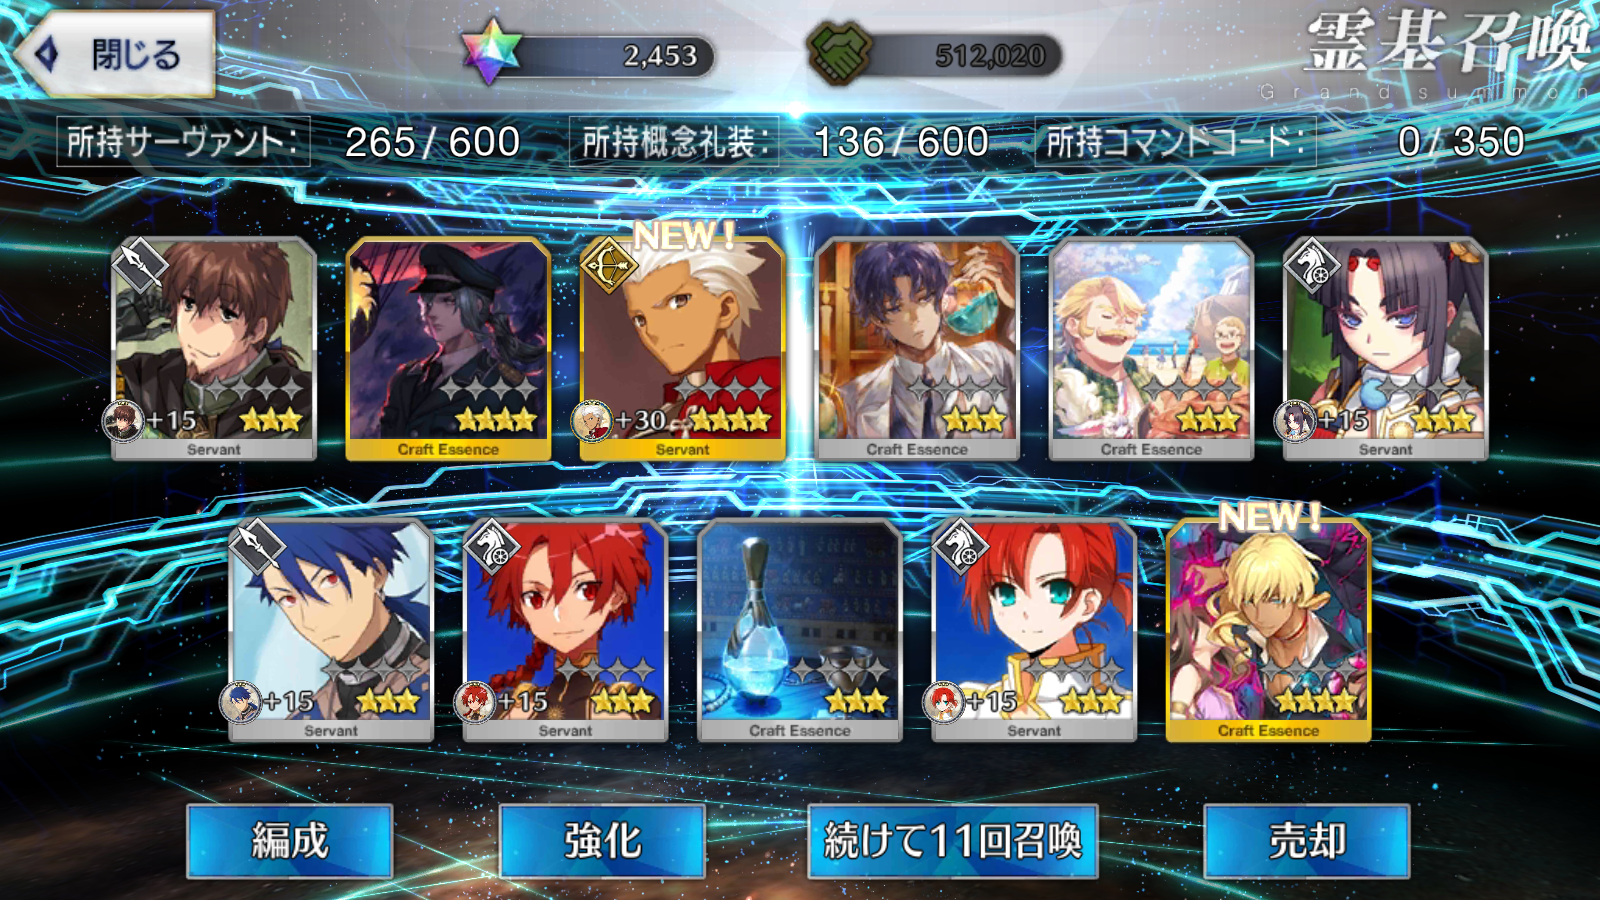 閉じる
2,453
512,020
霊基召喚
Grand summon
所持サーヴァント: 265/600
所持概念礼装: 136/600
所持コマンドコード: 0/350
NEW!
+15
+30
+15
Servant
Craft Essence
Servant
Craft Essence
Craft Essence
Servant
NEW!
+15
+15
+15
Servant
Servant
Craft Essence
Servant
Craft Essence
編成
強化
続けて11回召喚
売却